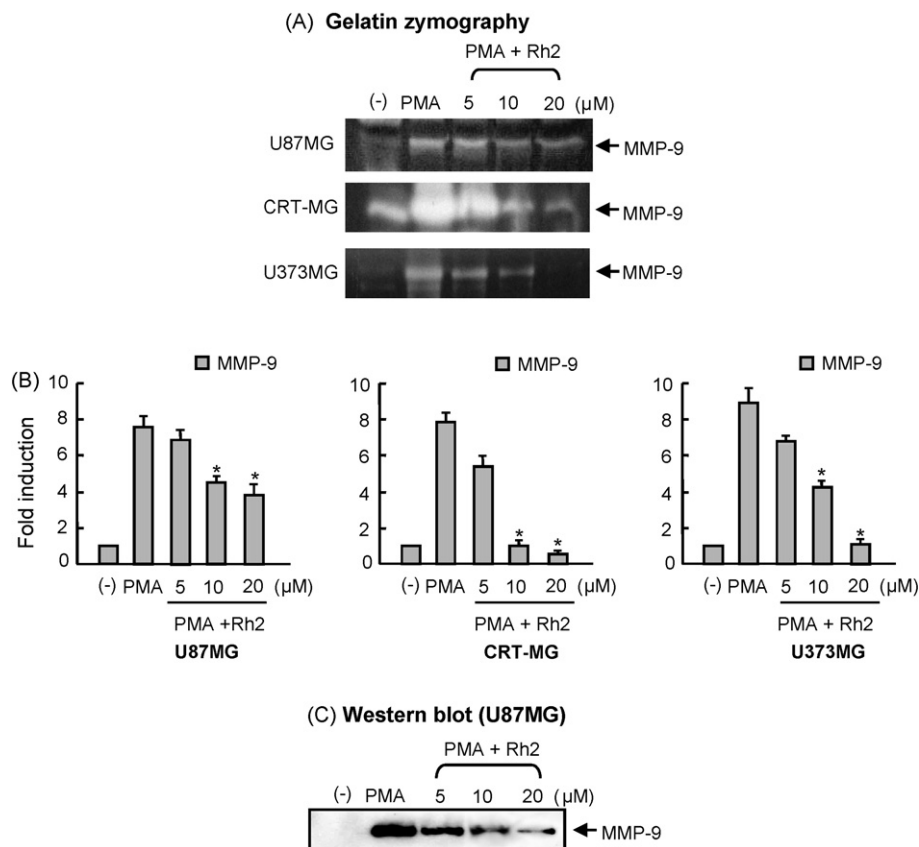 (A) Gelatin zymography
PMA + Rh2
(-) PMA 5 10 20 (μM)
U87MG MMP-9
CRT-MG MMP-9
U373MG MMP-9
(B)
MMP-9
Fold induction
10
8
6
4
2
0
(-) PMA 5 10 20 (μM)
* *
PMA +Rh2
U87MG
MMP-9
10
8
6
4
2
0
(-) PMA 5 10 20 (μM)
* *
PMA + Rh2
CRT-MG
MMP-9
10
8
6
4
2
0
(-) PMA 5 10 20 (μM)
* *
PMA + Rh2
U373MG
(C) Western blot (U87MG)
PMA + Rh2
(-) PMA 5 10 20 (μM)
MMP-9